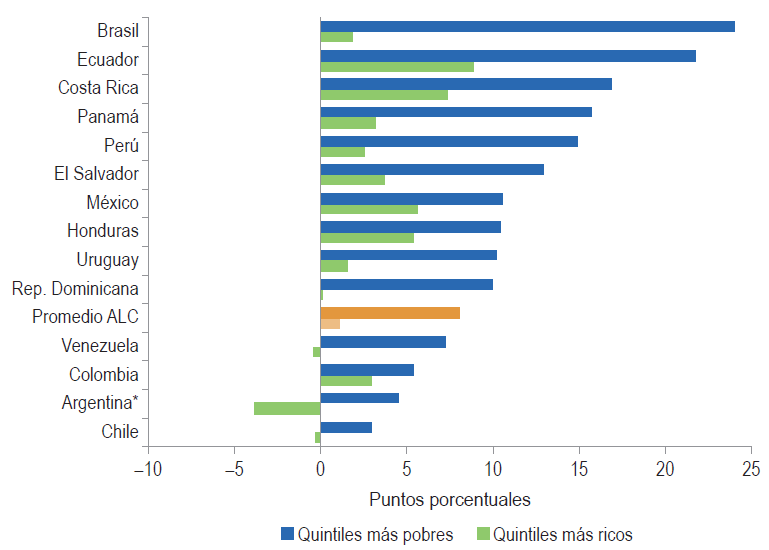 Brasil
Ecuador
Costa Rica
Panamá
Perú
El Salvador
México
Honduras
Uruguay
Rep. Dominicana
Promedio ALC
Venezuela
Colombia
Argentina*
Chile
–10 –5 0 5 10 15 20 25
Puntos porcentuales
Quintiles más pobres Quintiles más ricos